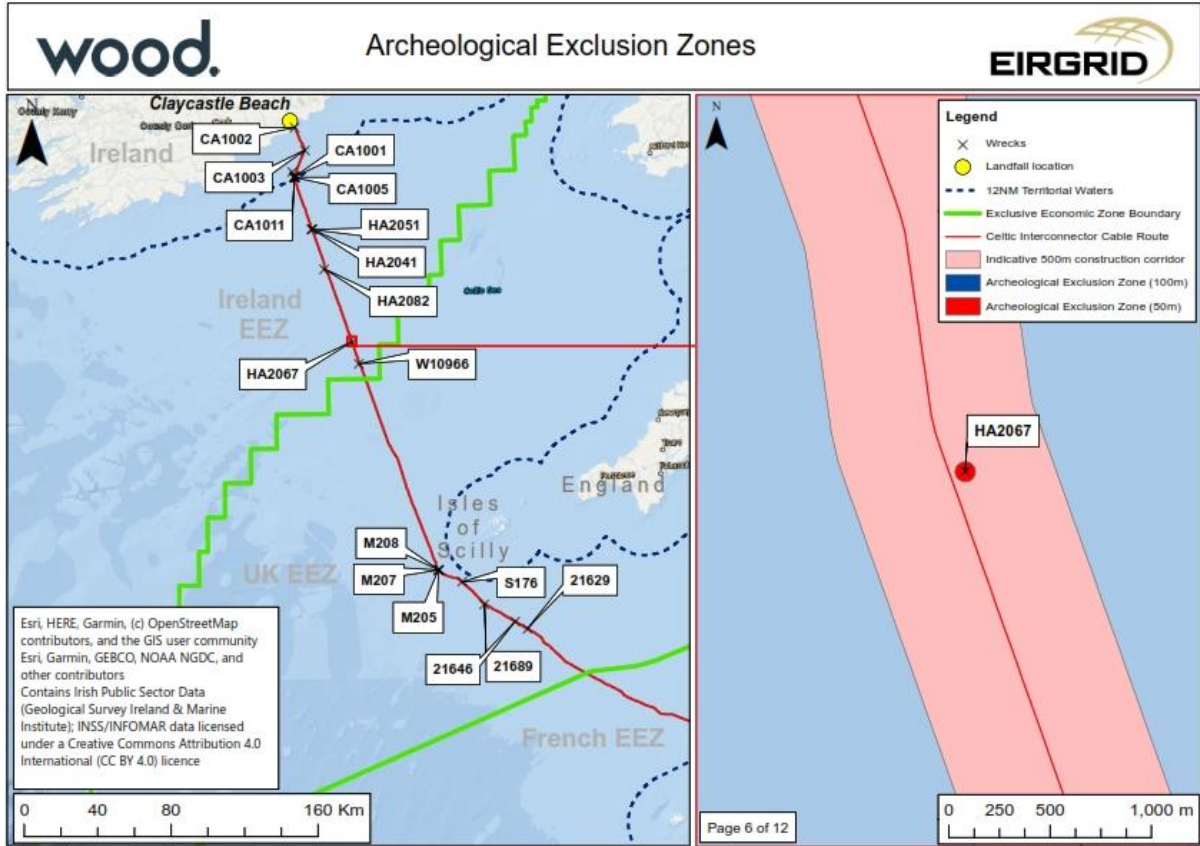 wood.
Archeological Exclusion Zones
EIRGRID
N
Claycastle Beach
Ireland
CA1002
CA1001
CA1003
CA1005
CA1011
HA2051
HA2041
HA2082
Ireland
EEZ
Celtic Sea
HA2067
W10966
England
Isles
of
Scilly
M208
M207
M205
UK EEZ
S176
21629
21646
21689
French EEZ
Esri, HERE, Garmin, (c) OpenStreetMap
contributors, and the GIS user community
Esri, Garmin, GEBCO, NOAA NGDC, and
other contributors
Contains Irish Public Sector Data
(Geological Survey Ireland & Marine
Institute); INSS/INFOMAR data licensed
under a Creative Commons Attribution 4.0
International (CC BY 4.0) licence
0 40 80 160 Km
N
Legend
Wrecks
Landfall location
12NM Territorial Waters
Exclusive Economic Zone Boundary
Celtic Interconnector Cable Route
Indicative 500m construction corridor
Archeological Exclusion Zone (100m)
Archeological Exclusion Zone (50m)
HA2067
Page 6 of 12
0 250 500 1,000 m